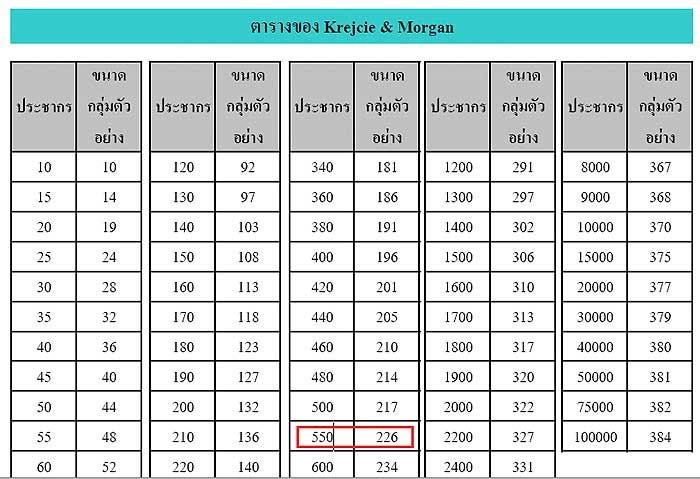 ตารางของ Krejcie & Morgan
ประชากร ขนาดกลุ่มตัวอย่าง ประชากร ขนาดกลุ่มตัวอย่าง ประชากร ขนาดกลุ่มตัวอย่าง ประชากร ขนาดกลุ่มตัวอย่าง ประชากร ขนาดกลุ่มตัวอย่าง
10 10 120 92 340 181 1200 291 8000 367
15 14 130 97 360 186 1300 297 9000 368
20 19 140 103 380 191 1400 302 10000 370
25 24 150 108 400 196 1500 306 15000 375
30 28 160 113 420 201 1600 310 20000 377
35 32 170 118 440 205 1700 313 30000 379
40 36 180 123 460 210 1800 317 40000 380
45 40 190 127 480 214 1900 320 50000 381
50 44 200 132 500 217 2000 322 75000 382
55 48 210 136 550 226 2200 327 100000 384
60 52 220 140 600 234 2400 331